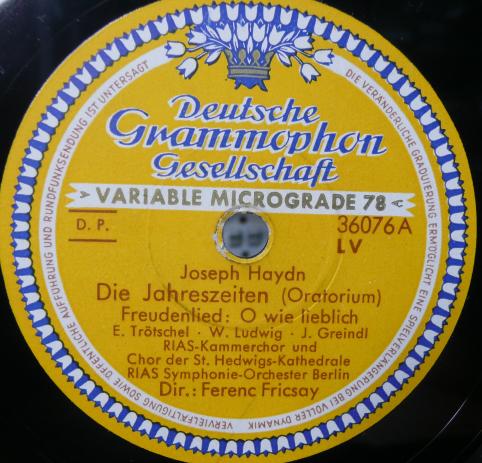 Deutsche
Grammophon
Gesellschaft
VARIABLE MICROGRADE 78
D. P.
36076 A
LV
Joseph Haydn
Die Jahreszeiten (Oratorium)
Freudenlied: O wie lieblich
E. Trötschel · W. Ludwig · J. Greindl
RIAS-Kammerchor und
Chor der St. Hedwigs-Kathedrale
RIAS Symphonie-Orchester Berlin
Dir.: Ferenc Fricsay
DIE VERÄNDERLICHE GRADUIERUNG ERMÖGLICHT EINE SPIELVERLÄNGERUNG BEI VOLLER DYNAMIK
VERVIELFÄLTIGUNG SOWIE ÖFFENTLICHE AUFFÜHRUNG UND RUNDFUNKSENDUNG IST UNTERSAGT